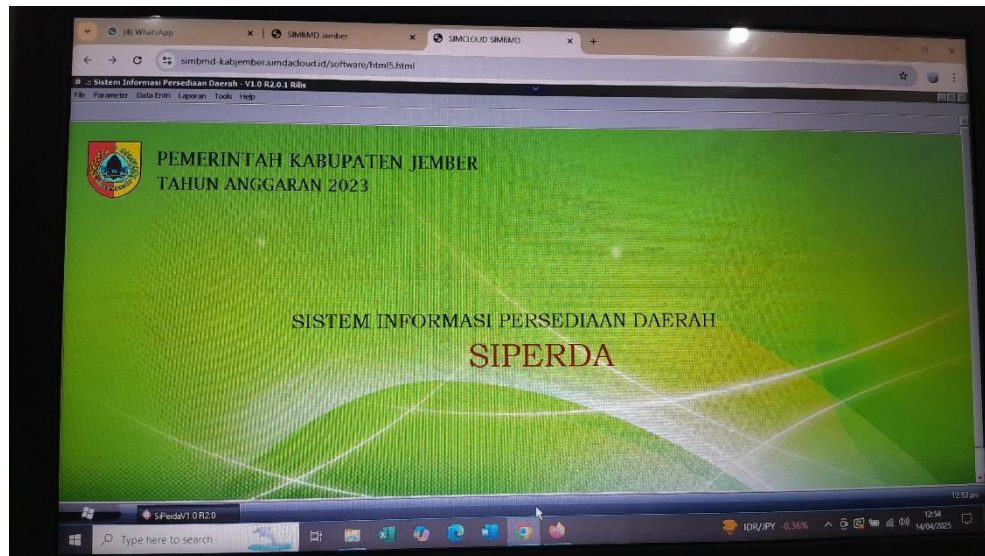 (4) WhatsApp
SIMBMD Jember
SIMCLOUD SIMBMD
simbmd-kabjember.simdacloud.id/software/html5.html
.:: Sistem Informasi Persediaan Daerah - V1.0 R2.0.1 Rilis
File Parameter Data Entri Laporan Tools Help
PEMERINTAH KABUPATEN JEMBER
TAHUN ANGGARAN 2023
SISTEM INFORMASI PERSEDIAAN DAERAH
SIPERDA
12:53 pm
SiPerdaV1.0 R2.0
Type here to search
IDR/JPY -0.36%
12:54
14/04/2025